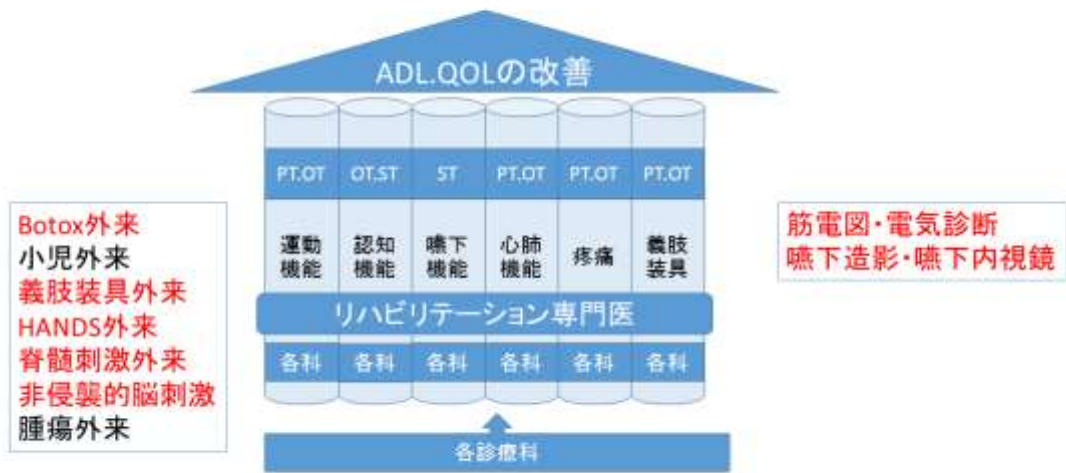 ADL.QOLの改善
PT.OT OT.ST ST PT.OT PT.OT PT.OT
運動 認知 嚥下 心肺 疼痛 義肢
機能 機能 機能 機能 装具
リハビリテーション専門医
各科 各科 各科 各科 各科 各科
各診療科
Botox外来
小児外来
義肢装具外来
HANDS外来
脊髄刺激外来
非侵襲的脳刺激
腫瘍外来
筋電図・電気診断
嚥下造影・嚥下内視鏡